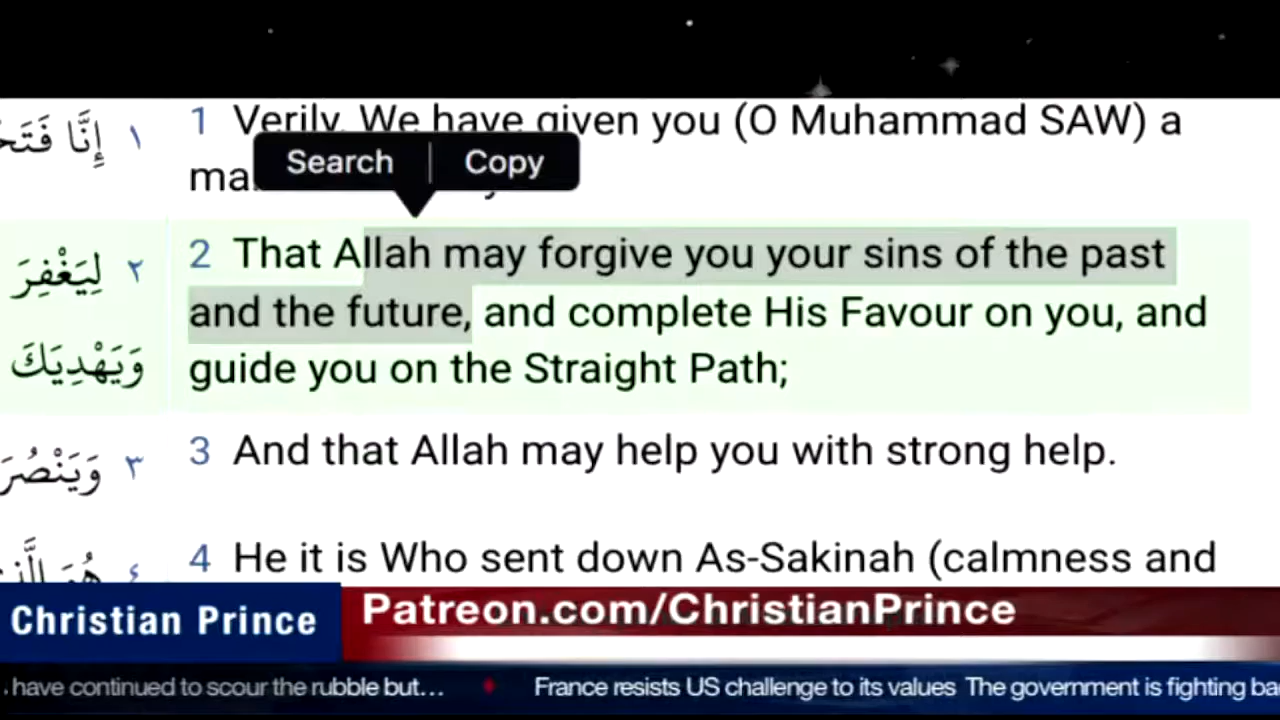 إِنَّا فَتَحْ ١ 1 Verily, We have given you (O Muhammad SAW) a
ma
Search Copy
لِيَغْفِرَ ٢ 2 That Allah may forgive you your sins of the past
and the future, and complete His Favour on you, and
وَيَهْدِيَكَ guide you on the Straight Path;
وَيَنْصُرَ ٣ 3 And that Allah may help you with strong help.
٤ 4 He it is Who sent down As-Sakinah (calmness and
Christian Prince Patreon.com/ChristianPrince
have continued to scour the rubble but... France resists US challenge to its values The government is fighting ba